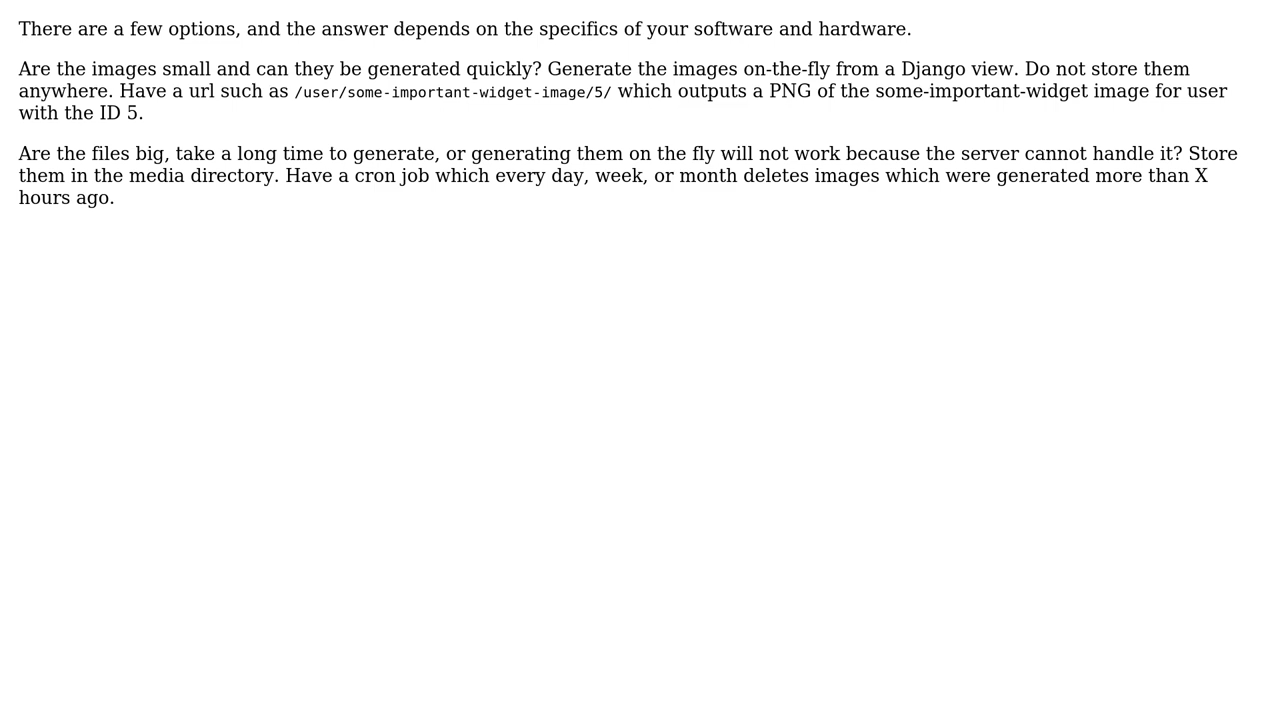 There are a few options, and the answer depends on the specifics of your software and hardware.
Are the images small and can they be generated quickly? Generate the images on-the-fly from a Django view. Do not store them
anywhere. Have a url such as /user/some-important-widget-image/5/ which outputs a PNG of the some-important-widget image for user
with the ID 5.
Are the files big, take a long time to generate, or generating them on the fly will not work because the server cannot handle it? Store
them in the media directory. Have a cron job which every day, week, or month deletes images which were generated more than X
hours ago.